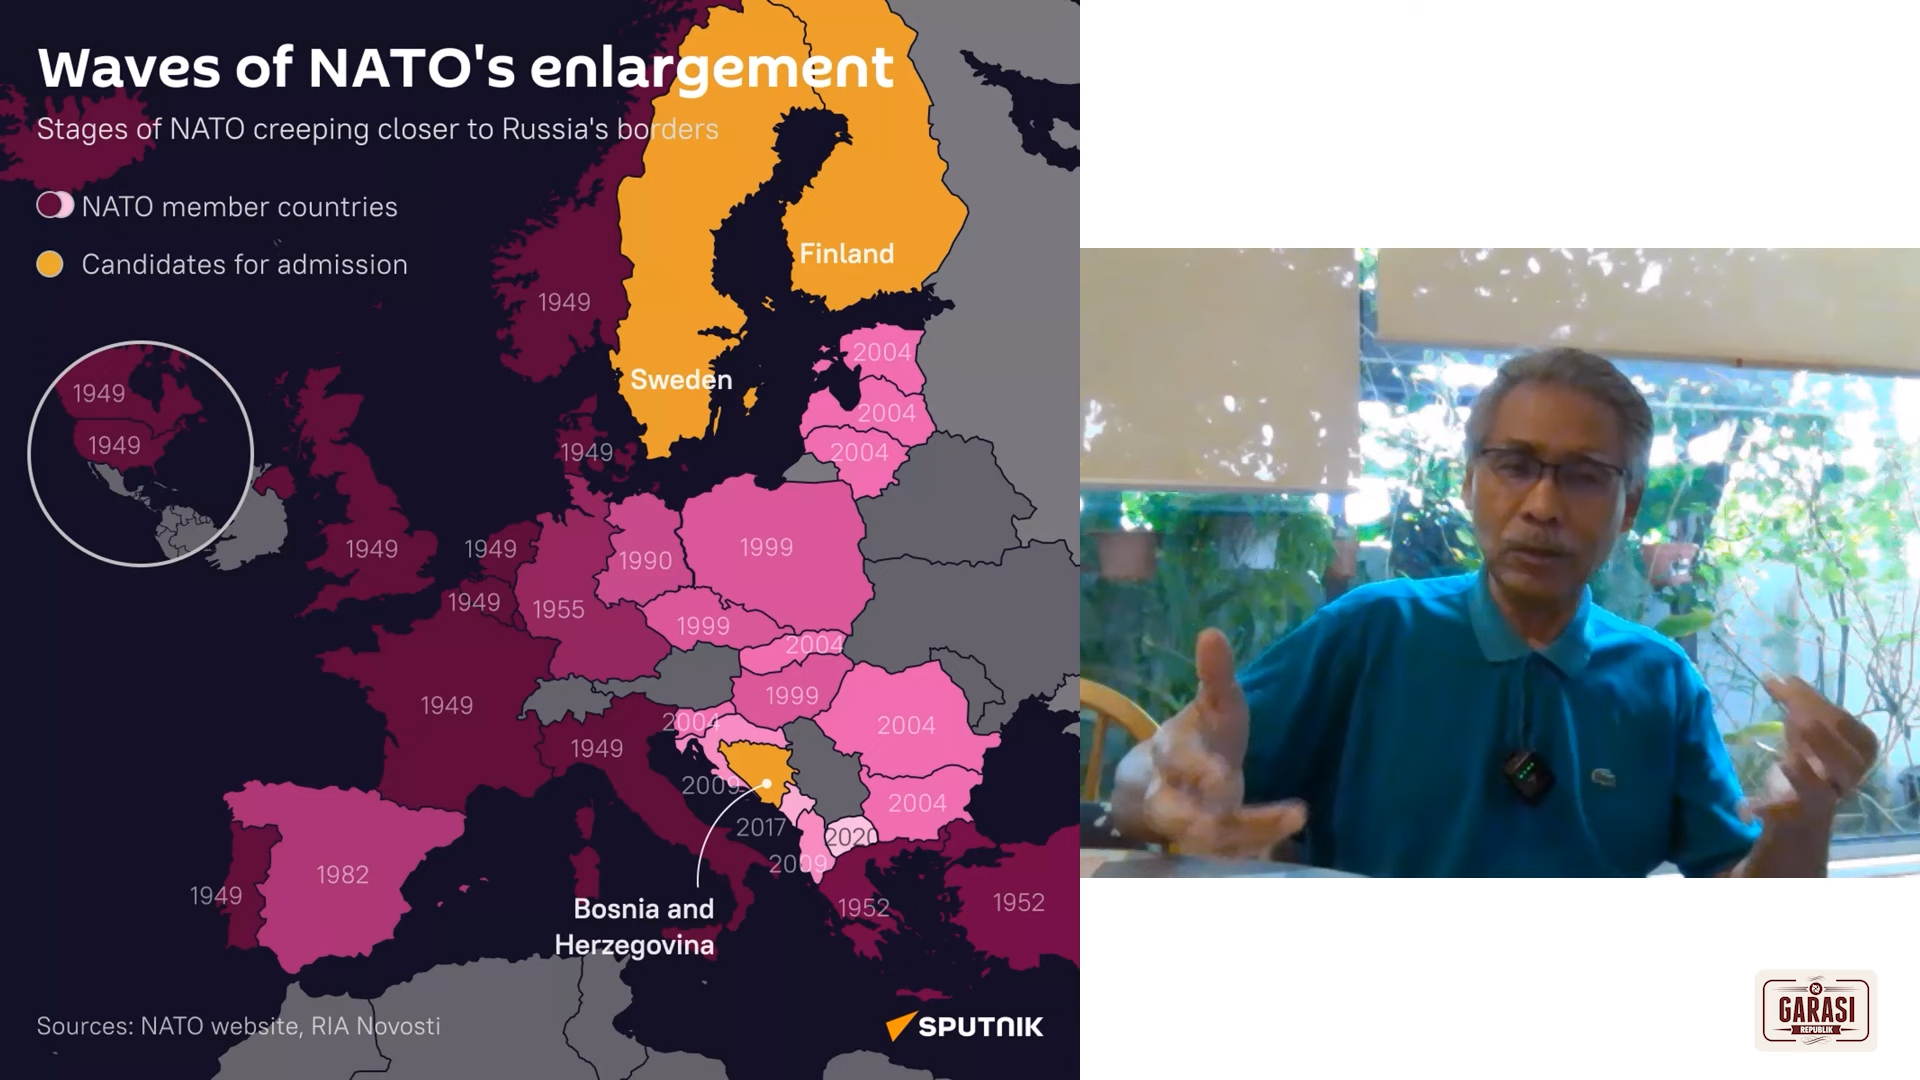 Waves of NATO's enlargement
Stages of NATO creeping closer to Russia's borders
NATO member countries
Candidates for admission
Finland
1949
2004
1949
Sweden
2004
1949
1949
2004
1949
1949
1990
1999
1949
1955
1999
2004
1999
1949
2004
2004
1949
2009
2004
2017
2020
2009
1982
1949
1952
1952
Bosnia and
Herzegovina
Sources: NATO website, RIA Novosti
SPUTNIK
GARASI
REPUBLIK